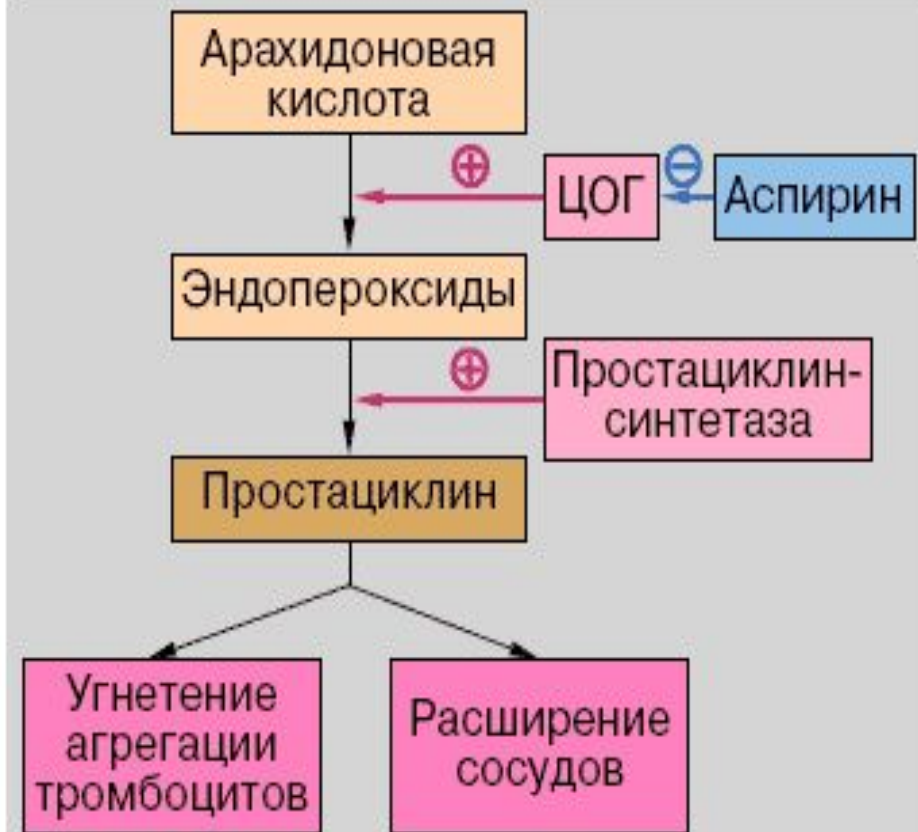 Арахидоновая
кислота
⊕
ЦОГ
⊖
Аспирин
Эндопероксиды
⊕
Простациклин-
синтетаза
Простациклин
Угнетение
агрегации
тромбоцитов
Расширение
сосудов